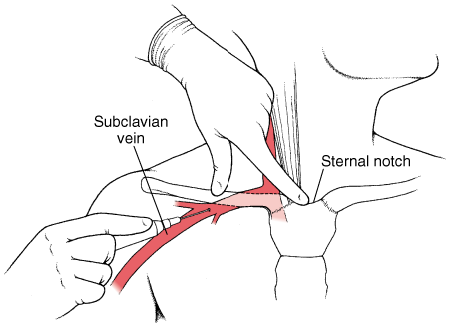 Subclavian
vein
Sternal notch